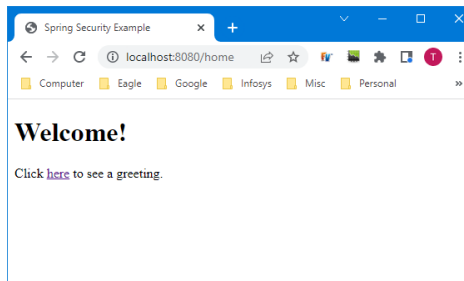 Spring Security Example
localhost:8080/home
T
Computer Eagle Google Infosys Misc Personal »
Welcome!
Click here to see a greeting.